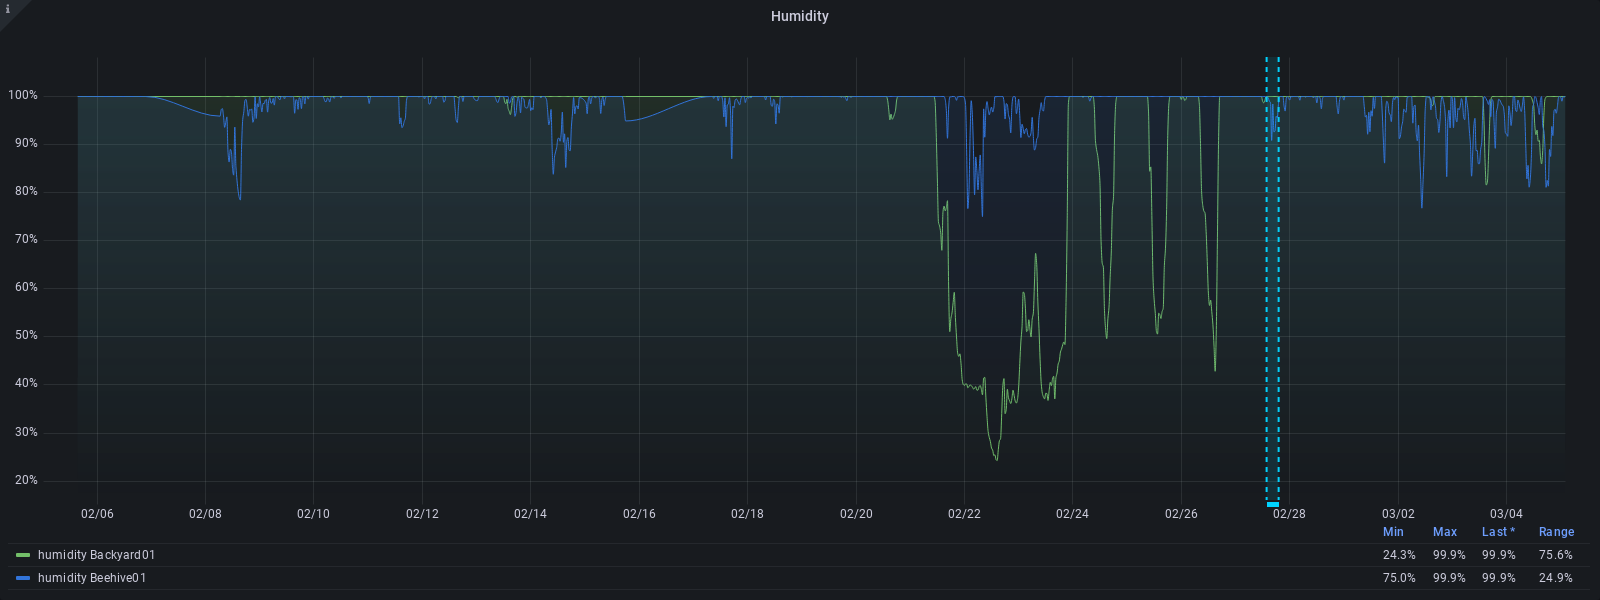 i
Humidity
100%
90%
80%
70%
60%
50%
40%
30%
20%
02/06 02/08 02/10 02/12 02/14 02/16 02/18 02/20 02/22 02/24 02/26 02/28 03/02 03/04
Min Max Last * Range
humidity Backyard01 24.3% 99.9% 99.9% 75.6%
humidity Beehive01 75.0% 99.9% 99.9% 24.9%